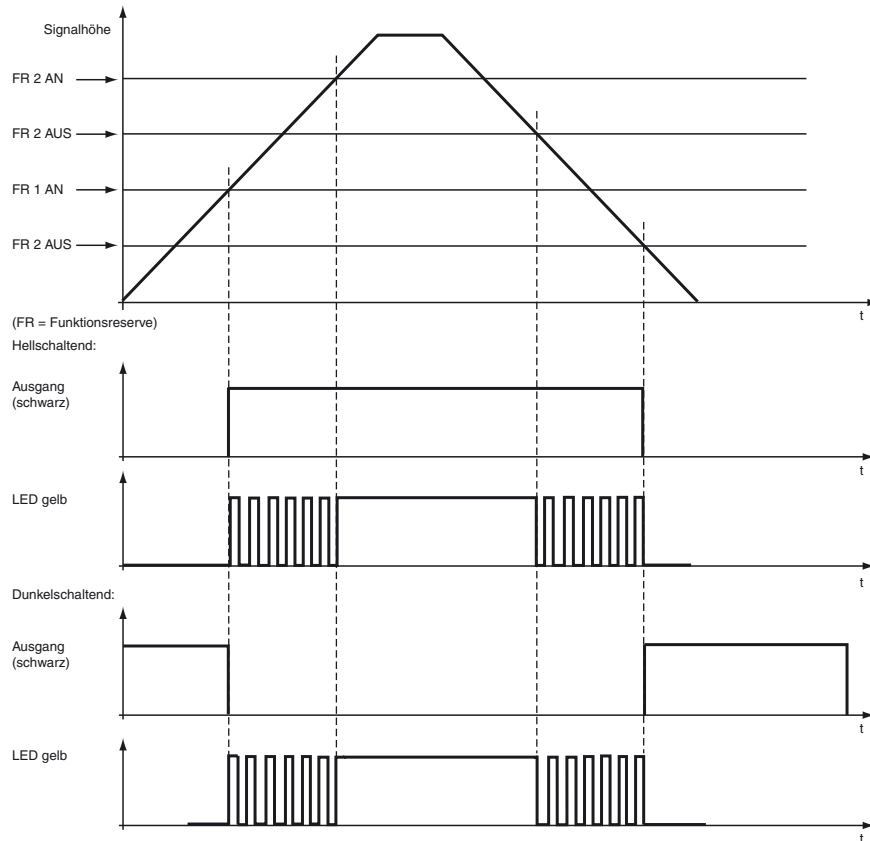 Signalhöhe
FR 2 AN
FR 2 AUS
FR 1 AN
FR 2 AUS
t
(FR = Funktionsreserve)
Hellschaltend:
Ausgang
(schwarz)
t
LED gelb
t
Dunkelschaltend:
Ausgang
(schwarz)
t
LED gelb
t